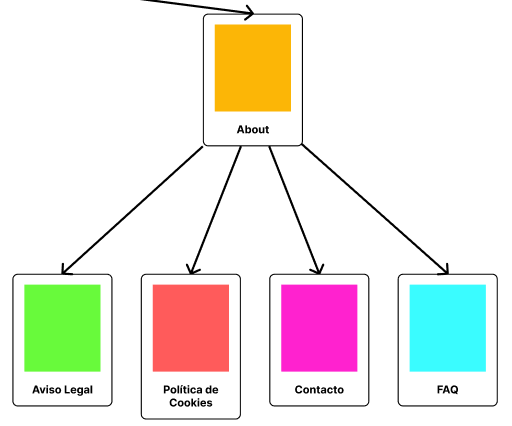 About
Aviso Legal
Política de
Cookies
Contacto
FAQ